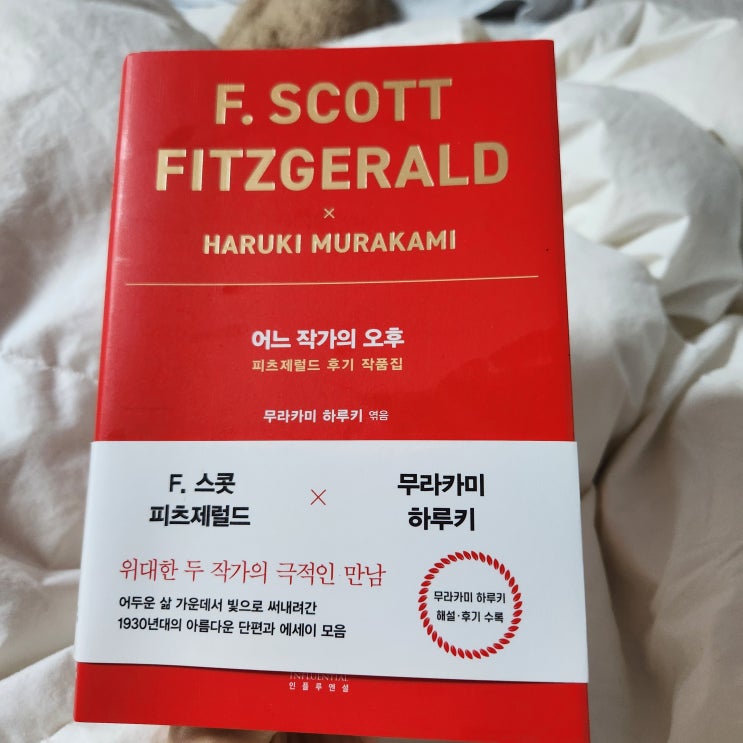 F. SCOTT
FITZGERALD
×
HARUKI MURAKAMI
어느 작가의 오후
피츠제럴드 후기 작품집
무라카미 하루키 엮음
F. 스콧
피츠제럴드
×
무라카미
하루키
위대한 두 작가의 극적인 만남
어두운 삶 가운데서 빛으로 써내려간
1930년대의 아름다운 단편과 에세이 모음
무라카미 하루키
해설·후기 수록
INFLUENTIAL
인플루엔셜